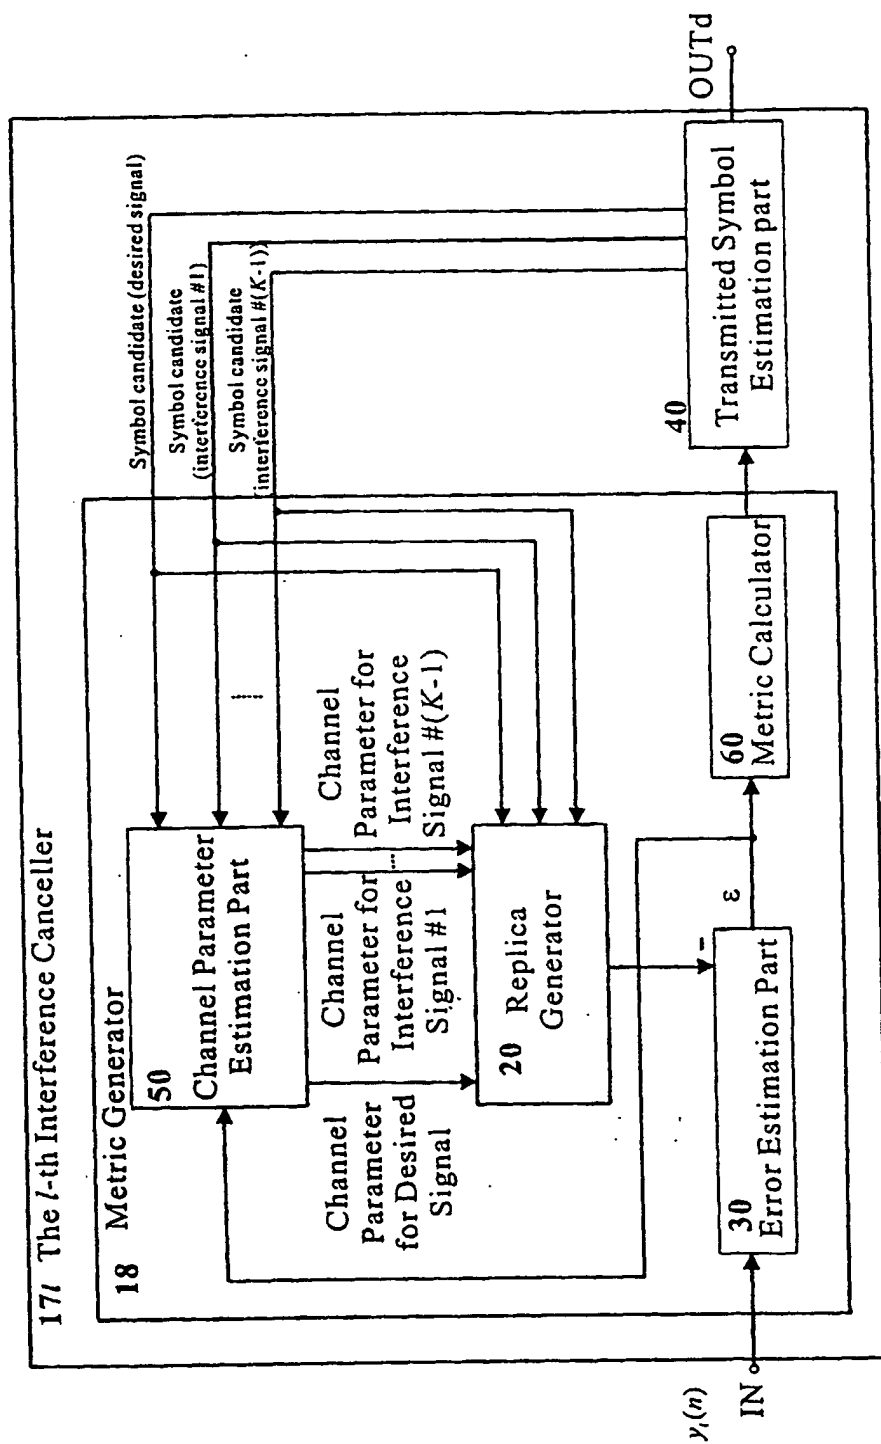 17l The l-th Interference Canceller
18 Metric Generator
50
Channel Parameter
Estimation Part
Symbol candidate (desired signal)
Symbol candidate
(interference signal #1)
Symbol candidate
(interference signal #(K-1))
Channel
Parameter
for Desired
Signal
Channel
Parameter for
Interference
Signal #1
Channel
Parameter for
Interference
Signal #(K-1)
20 Replica
Generator
-
ε
30
Error Estimation Part
60
Metric Calculator
40
Transmitted Symbol
Estimation part
yl(n)
IN
OUTd